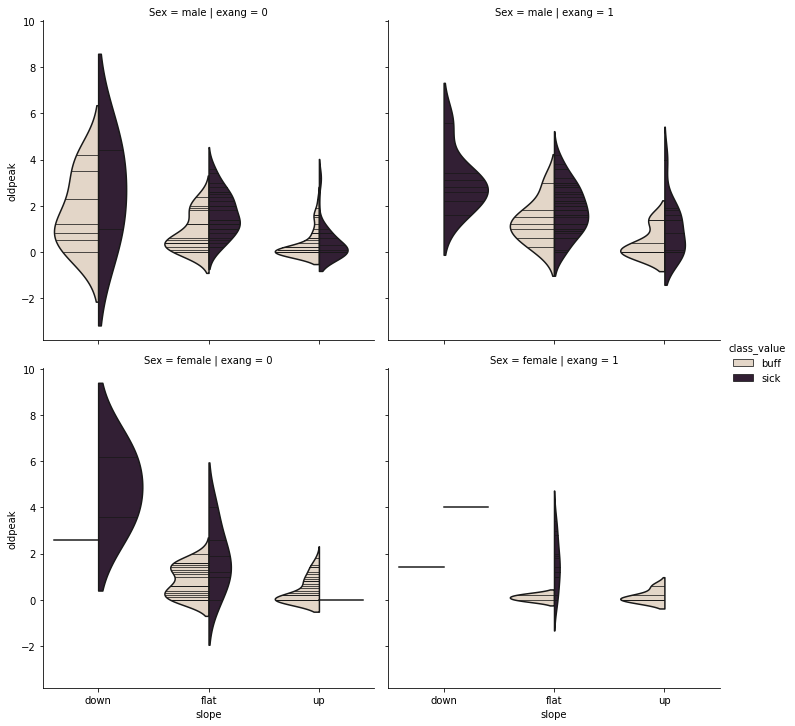 Sex = male | exang = 0
Sex = male | exang = 1
10
8
6
4
2
0
−2
oldpeak
Sex = female | exang = 0
Sex = female | exang = 1
10
8
6
4
2
0
−2
oldpeak
down
flat
up
down
flat
up
slope
slope
class_value
buff
sick